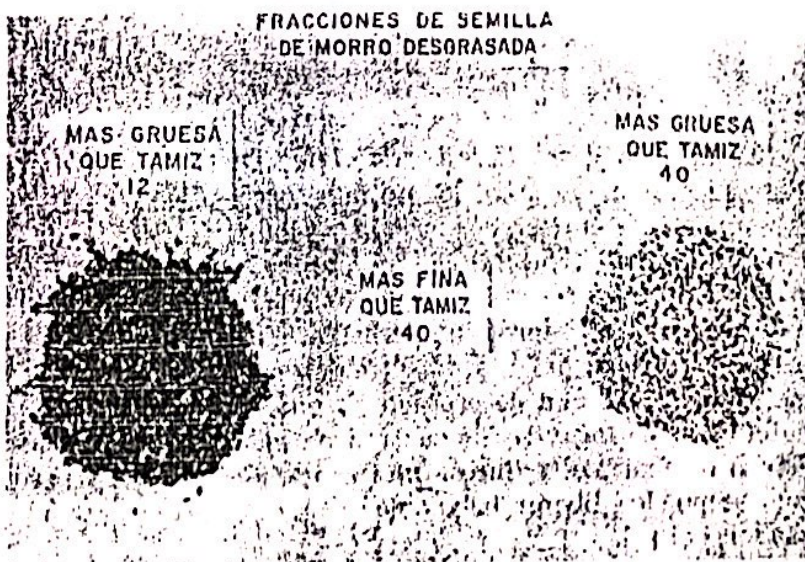 FRACCIONES DE SEMILLA
DE MORRO DESGRASADA
MAS GRUESA
QUE TAMIZ
12
MAS FINA
QUE TAMIZ
40
MAS GRUESA
QUE TAMIZ
40